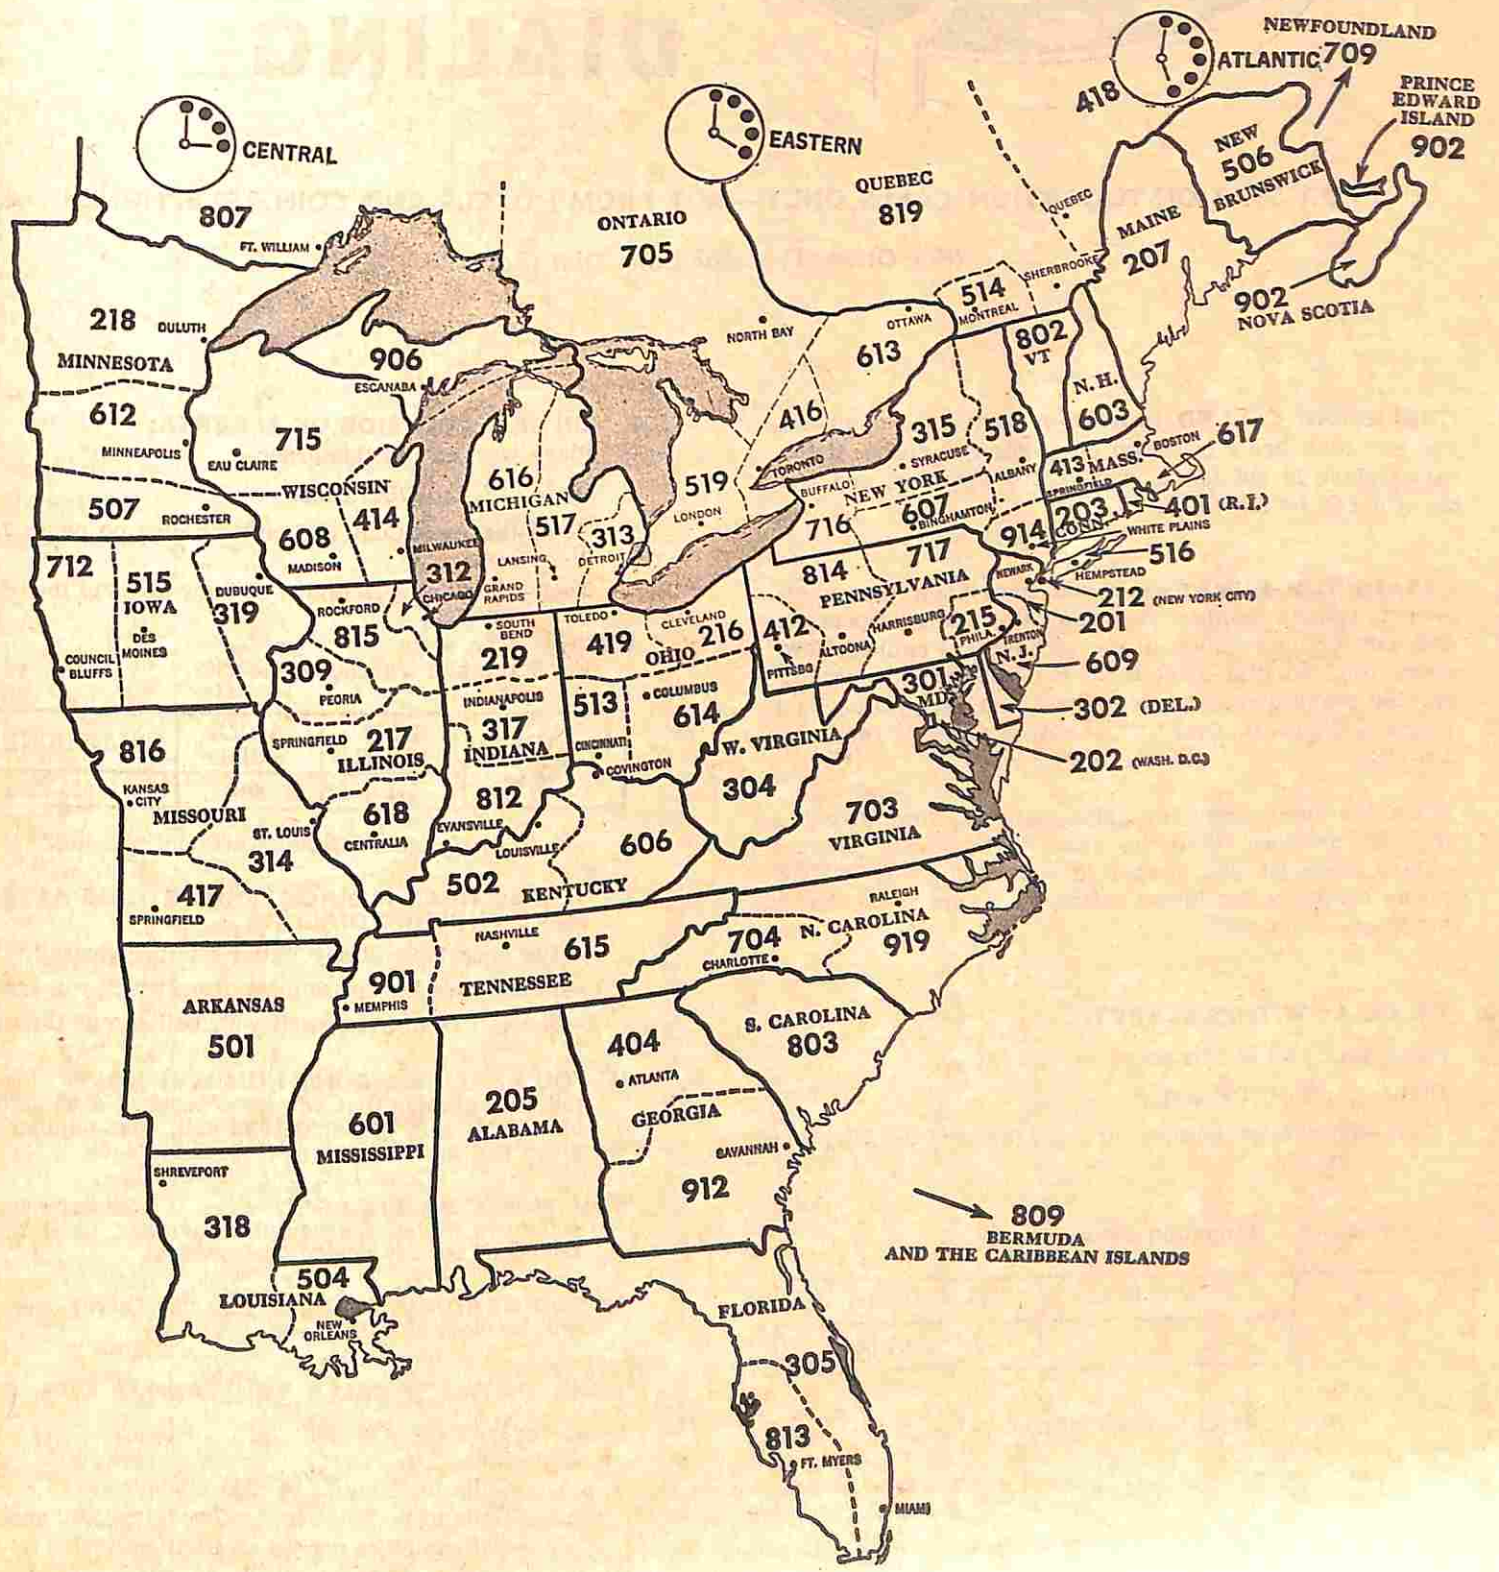 NEWFOUNDLAND
ATLANTIC 709
418
PRINCE
EDWARD
ISLAND
902
CENTRAL
EASTERN
NEW
506
BRUNSWICK
QUEBEC
819
QUEBEC
MAINE
207
807
FT. WILLIAM
ONTARIO
705
SHERBROOKE
902
NOVA SCOTIA
514
MONTREAL
218
DULUTH
MINNESOTA
906
ESCANABA
NORTH BAY
OTTAWA
613
802
VT
N. H.
603
612
MINNEAPOLIS
715
EAU CLAIRE
WISCONSIN
416
TORONTO
315
SYRACUSE
518
ALBANY
BOSTON
617
413 MASS.
SPRINGFIELD
616
MICHIGAN
517
519
LONDON
BUFFALO
NEW YORK
716
607
BINGHAMTON
203
CONN.
401 (R.I.)
914
WHITE PLAINS
507
ROCHESTER
608
MADISON
414
MILWAUKEE
313
DETROIT
LANSING
GRAND
RAPIDS
516
HEMPSTEAD
NEWARK
212 (NEW YORK CITY)
201
712
515
IOWA
DES
MOINES
DUBUQUE
319
COUNCIL
BLUFFS
312
CHICAGO
ROCKFORD
815
309
PEORIA
SOUTH
BEND
219
TOLEDO
419
CLEVELAND
216
OHIO
814
717
PENNSYLVANIA
412
PITTSBG
ALTOONA
HARRISBURG
215
PHILA.
TRENTON
N. J.
609
301
MD.
302 (DEL.)
202 (WASH. D.C.)
INDIANAPOLIS
317
INDIANA
513
COLUMBUS
614
CINCINNATI
COVINGTON
W. VIRGINIA
304
816
KANSAS
CITY
MISSOURI
SPRINGFIELD
217
ILLINOIS
618
CENTRALIA
ST. LOUIS
314
812
EVANSVILLE
LOUISVILLE
606
703
VIRGINIA
417
SPRINGFIELD
502
KENTUCKY
RALEIGH
N. CAROLINA
919
704
CHARLOTTE
NASHVILLE
615
TENNESSEE
901
MEMPHIS
ARKANSAS
501
S. CAROLINA
803
404
ATLANTA
GEORGIA
SAVANNAH
912
601
MISSISSIPPI
205
ALABAMA
SHREVEPORT
318
504
LOUISIANA
NEW
ORLEANS
809
BERMUDA
AND THE CARIBBEAN ISLANDS
FLORIDA
305
813
FT. MYERS
MIAMI
DIALING